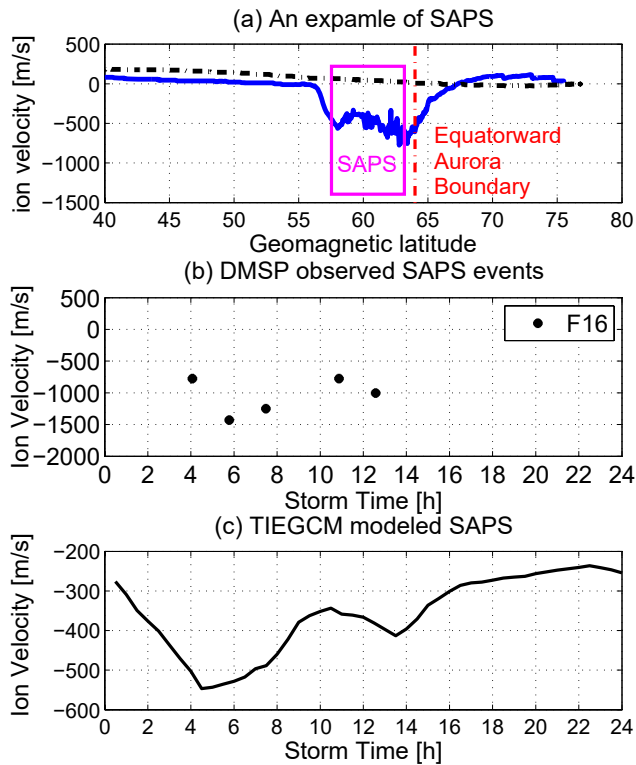 (a) An expamle of SAPS
ion velocity [m/s]
500
0
−500
−1000
−1500
SAPS
Equatorward
Aurora
Boundary
40 45 50 55 60 65 70 75 80
Geomagnetic latitude
(b) DMSP observed SAPS events
Ion Velocity [m/s]
500
0
−500
−1000
−1500
−2000
F16
0 2 4 6 8 10 12 14 16 18 20 22 24
Storm Time [h]
(c) TIEGCM modeled SAPS
Ion Velocity [m/s]
−200
−300
−400
−500
−600
0 2 4 6 8 10 12 14 16 18 20 22 24
Storm Time [h]